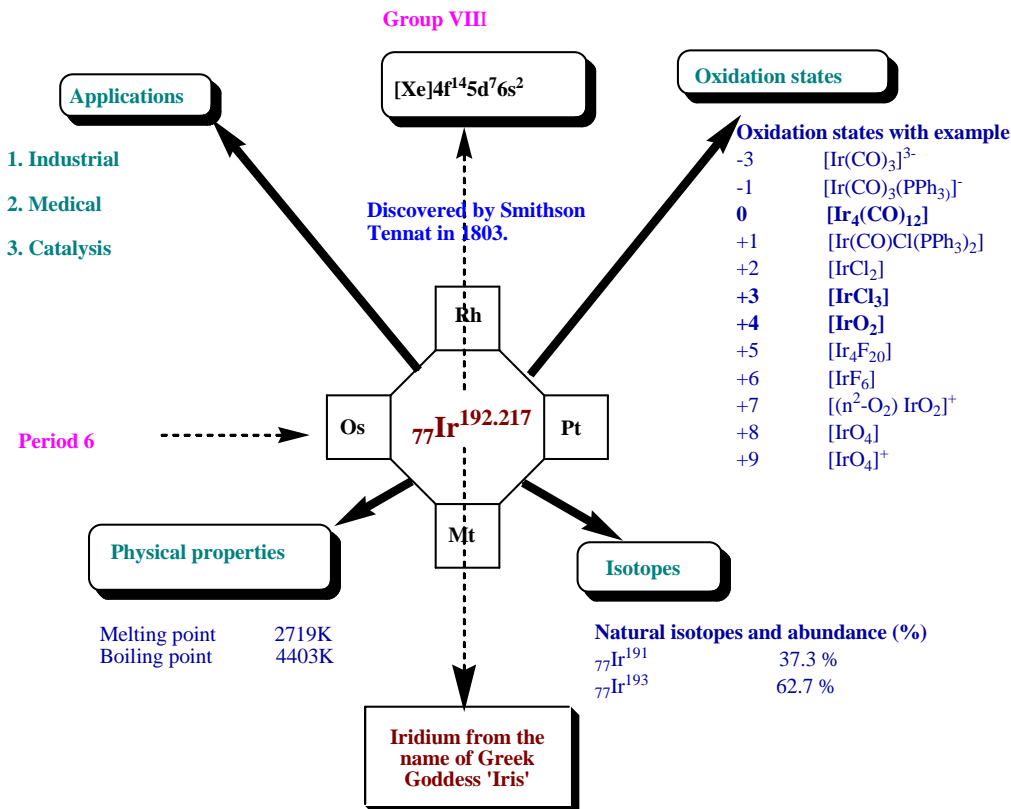 Group VIII
[Xe]4f¹⁴5d⁷6s²
Oxidation states
Applications
1. Industrial
2. Medical
3. Catalysis
Discovered by Smithson
Tennat in 1803.
Oxidation states with example
-3 [Ir(CO)₃]³⁻
-1 [Ir(CO)₃(PPh₃)]⁻
0 [Ir₄(CO)₁₂]
+1 [Ir(CO)Cl(PPh₃)₂]
+2 [IrCl₂]
+3 [IrCl₃]
+4 [IrO₂]
+5 [Ir₄F₂₀]
+6 [IrF₆]
+7 [(n²-O₂) IrO₂]⁺
+8 [IrO₄]
+9 [IrO₄]⁺
Rh
Period 6
Os
₇₇Ir¹⁹²·²¹⁷
Pt
Mt
Physical properties
Melting point 2719K
Boiling point 4403K
Isotopes
Natural isotopes and abundance (%)
₇₇Ir¹⁹¹ 37.3 %
₇₇Ir¹⁹³ 62.7 %
Iridium from the
name of Greek
Goddess 'Iris'